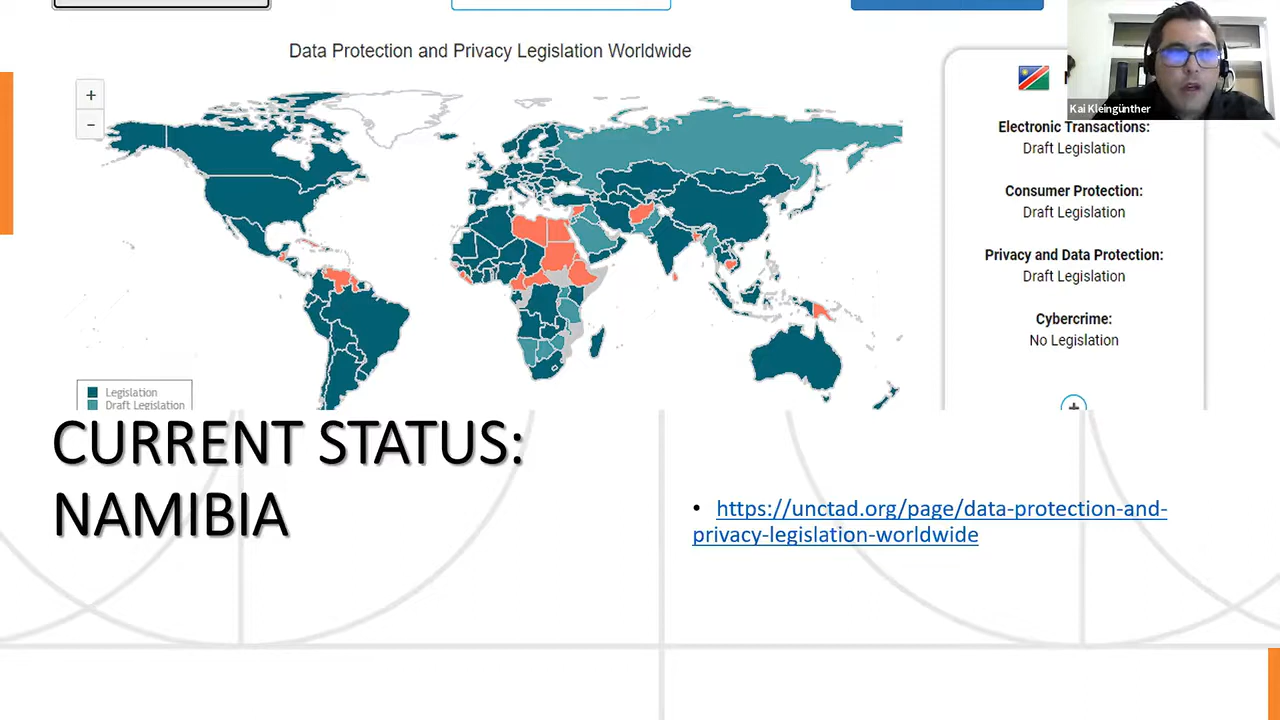 Data Protection and Privacy Legislation Worldwide
+
-
Kai Kleingünther
Electronic Transactions:
Draft Legislation
Consumer Protection:
Draft Legislation
Privacy and Data Protection:
Draft Legislation
Cybercrime:
No Legislation
+
Legislation
Draft Legislation
CURRENT STATUS:
NAMIBIA
• https://unctad.org/page/data-protection-and-
privacy-legislation-worldwide